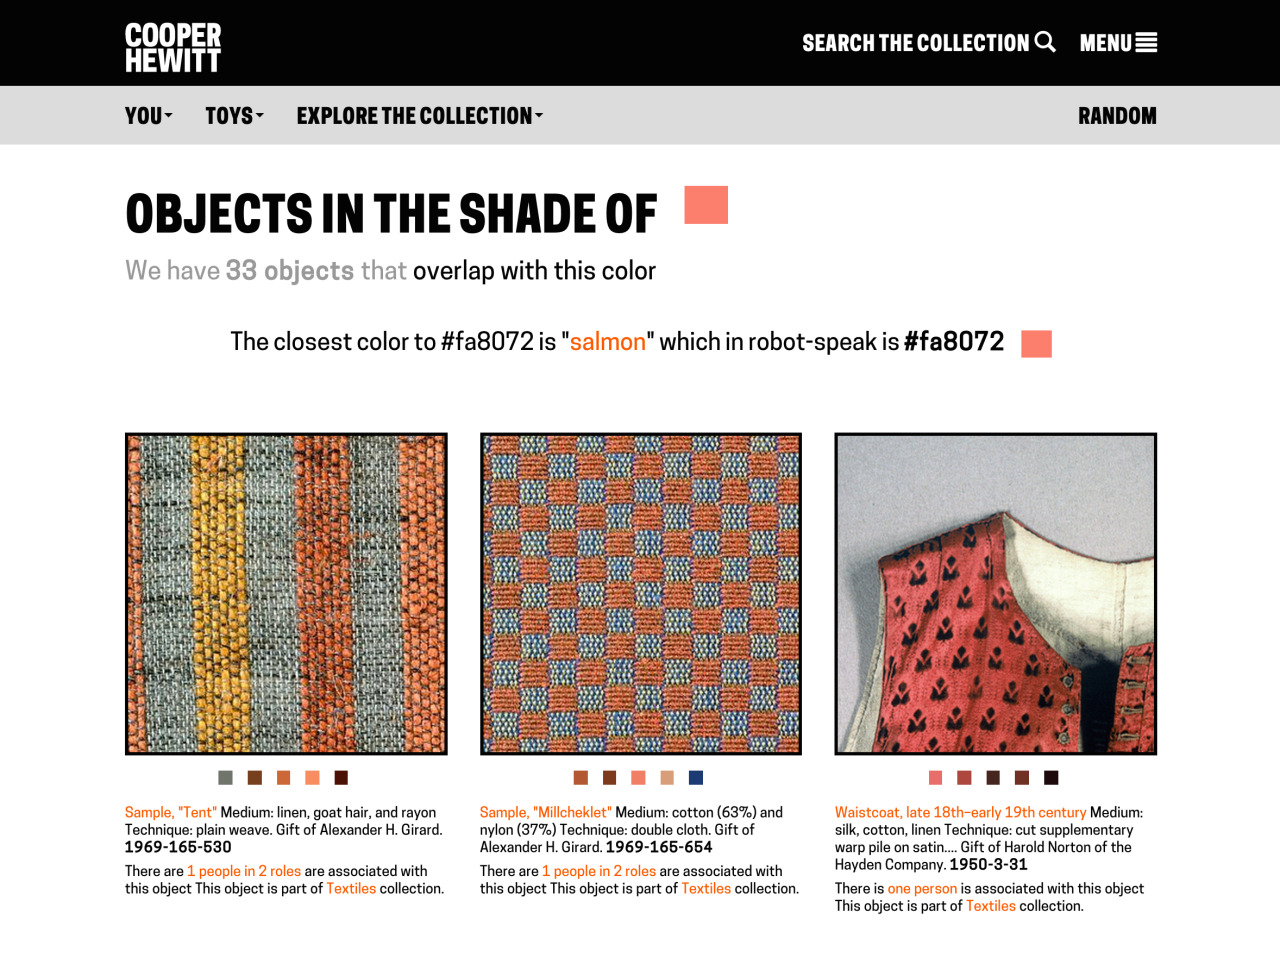 COOPER
HEWITT
SEARCH THE COLLECTION
MENU
YOU
TOYS
EXPLORE THE COLLECTION
RANDOM
OBJECTS IN THE SHADE OF
We have 33 objects that overlap with this color
The closest color to #fa8072 is "salmon" which in robot-speak is #fa8072
Sample, "Tent" Medium: linen, goat hair, and rayon
Technique: plain weave. Gift of Alexander H. Girard.
1969-165-530
There are 1 people in 2 roles are associated with
this object This object is part of Textiles collection.
Sample, "Millcheklet" Medium: cotton (63%) and
nylon (37%) Technique: double cloth. Gift of
Alexander H. Girard. 1969-165-654
There are 1 people in 2 roles are associated with
this object This object is part of Textiles collection.
Waistcoat, late 18th–early 19th century Medium:
silk, cotton, linen Technique: cut supplementary
warp pile on satin.... Gift of Harold Norton of the
Hayden Company. 1950-3-31
There is one person is associated with this object
This object is part of Textiles collection.